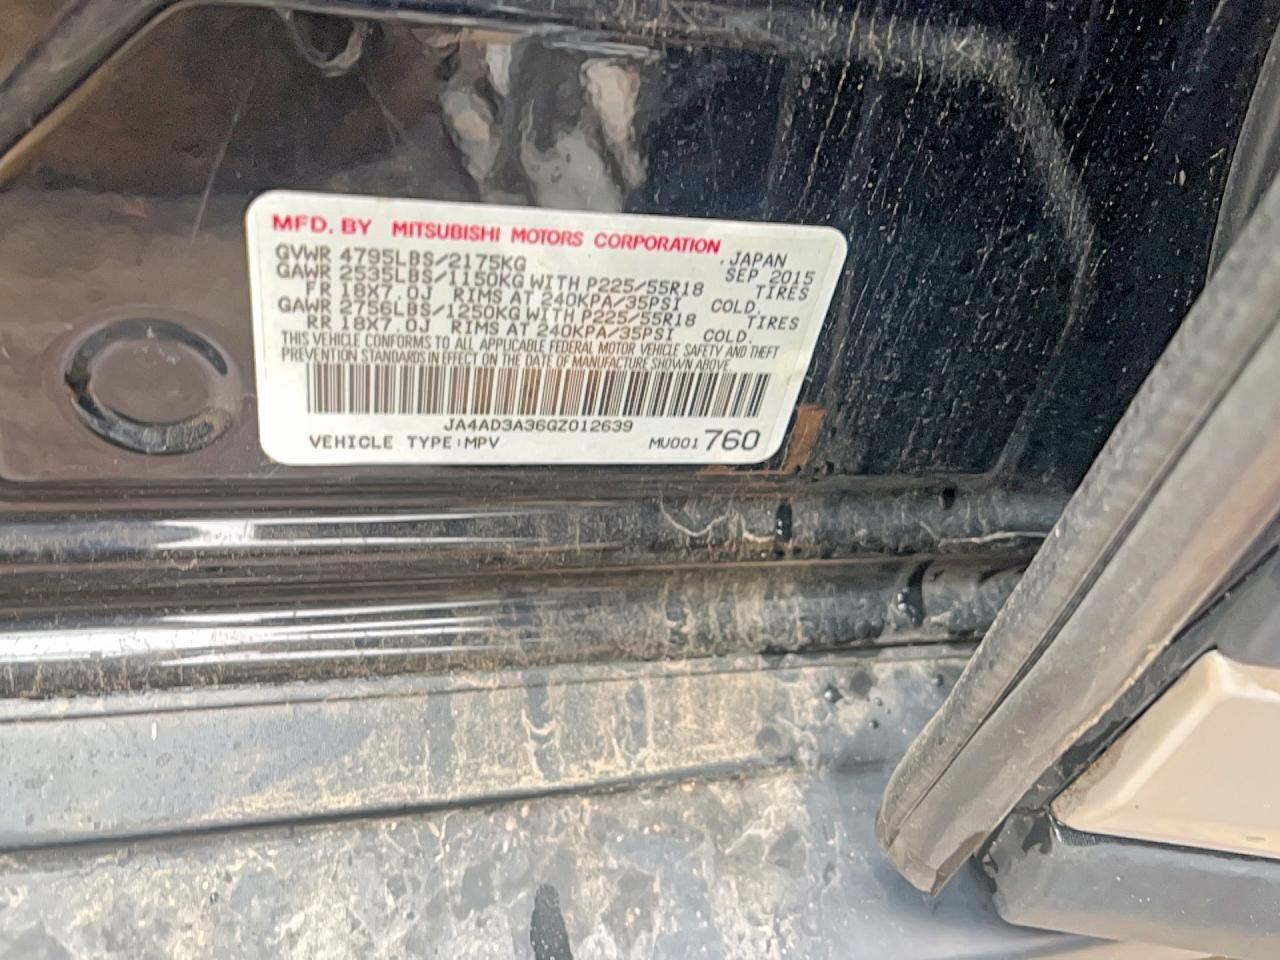 MFD. BY MITSUBISHI MOTORS CORPORATION
. JAPAN
GVWR 4795LBS/2175KG SEP 2015
GAWR 2535LBS/1150KG WITH P225/55R18 TIRES
FR 18X7.0J RIMS AT 240KPA/35PSI COLD.
GAWR 2756LBS/1250KG WITH P225/55R18 TIRES
RR 18X7.0J RIMS AT 240KPA/35PSI COLD.
THIS VEHICLE CONFORMS TO ALL APPLICABLE FEDERAL MOTOR VEHICLE SAFETY AND THEFT
PREVENTION STANDARDS IN EFFECT ON THE DATE OF MANUFACTURE SHOWN ABOVE
JA4AD3A36GZ012639
VEHICLE TYPE:MPV MU001 760